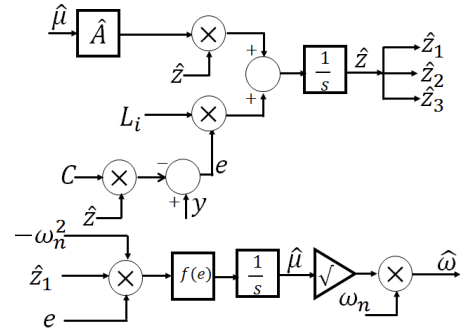 μ̂ Â × + ẑ + 1/s ẑ ẑ₁
ẑ₂
ẑ₃
Lᵢ × e
C × − ẑ + y
−ωₙ²
ẑ₁ × f(e) 1/s μ̂ √ ωₙ × ω̂
e